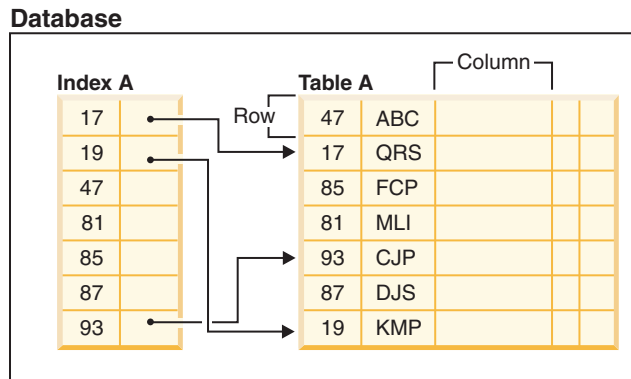 Database
Column
Index A
Table A
Row
17
19
47
81
85
87
93
47 ABC
17 QRS
85 FCP
81 MLI
93 CJP
87 DJS
19 KMP